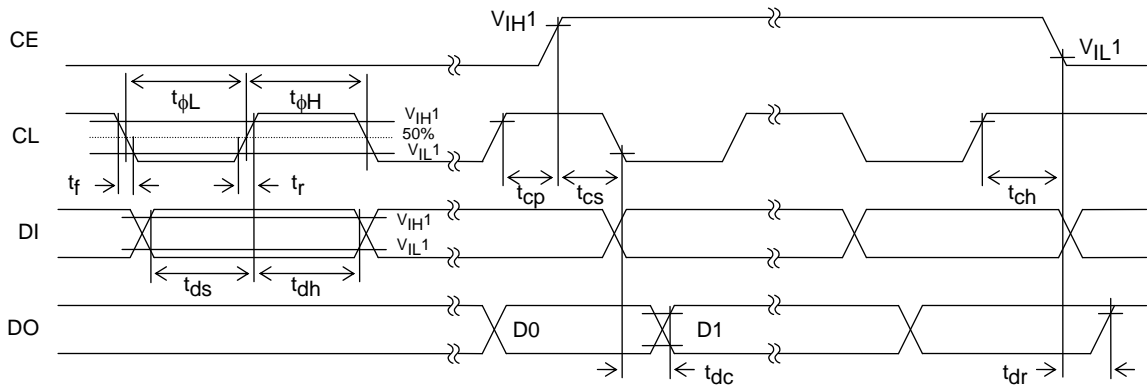 CE
VIH1
VIL1
tϕL
tϕH
CL
VIH1
50%
VIL1
tf
tr
tcp
tcs
tch
DI
VIH1
VIL1
tds
tdh
DO
D0
D1
tdc
tdr